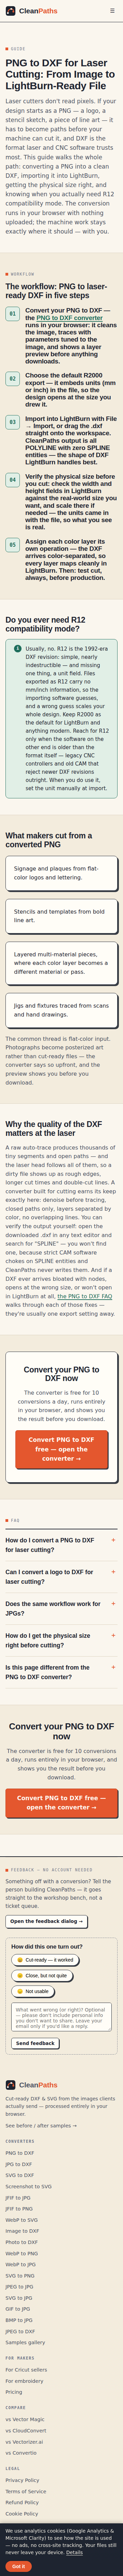 CleanPaths
GUIDE
PNG to DXF for Laser
Cutting: From Image to
LightBurn-Ready File
Laser cutters don't read pixels. If your
design starts as a PNG — a logo, a
stencil sketch, a piece of line art — it
has to become paths before your
machine can cut it, and DXF is the
format laser and CNC software trusts
most. This guide walks the whole
path: converting a PNG into a clean
DXF, importing it into LightBurn,
getting the physical size right, and
knowing when you actually need R12
compatibility. The conversion
runs in your browser with nothing
uploaded; the machine step stays
exactly where it should — with you.
WORKFLOW
The workflow: PNG to laser-
ready DXF in five steps
01
Convert your PNG to DXF —
the PNG to DXF converter
runs in your browser: it cleans
the image, traces with
parameters tuned to the
image, and shows a layer
preview before anything
downloads.
02
Choose the default R2000
export — it embeds units (mm
or inch) in the file, so the
design opens at the size you
drew it.
03
Import into LightBurn with File
→ Import, or drag the .dxf
straight onto the workspace.
CleanPaths output is all
POLYLINE with zero SPLINE
entities — the shape of DXF
LightBurn handles best.
04
Verify the physical size before
you cut: check the width and
height fields in LightBurn
against the real-world size you
want, and scale there if
needed — the units came in
with the file, so what you see
is real.
05
Assign each color layer its
own operation — the DXF
arrives color-separated, so
every layer maps cleanly in
LightBurn. Then: test cut,
always, before production.
Do you ever need R12
compatibility mode?
Usually, no. R12 is the 1992-era
DXF revision: simple, nearly
indestructible — and missing
one thing, a unit field. Files
exported as R12 carry no
mm/inch information, so the
importing software guesses,
and a wrong guess scales your
whole design. Keep R2000 as
the default for LightBurn and
anything modern. Reach for R12
only when the software on the
other end is older than the
format itself — legacy CNC
controllers and old CAM that
reject newer DXF revisions
outright. When you do use it,
set the unit manually at import.
What makers cut from a
converted PNG
Signage and plaques from flat-
color logos and lettering.
Stencils and templates from bold
line art.
Layered multi-material pieces,
where each color layer becomes a
different material or pass.
Jigs and fixtures traced from scans
and hand drawings.
The common thread is flat-color input.
Photographs become posterized art
rather than cut-ready files — the
converter says so upfront, and the
preview shows you before you
download.
Why the quality of the DXF
matters at the laser
A raw auto-trace produces thousands of
tiny segments and open paths — and
the laser head follows all of them, so a
dirty file shows up as rough edges,
longer cut times and double-cut lines. A
converter built for cutting earns its keep
exactly here: denoise before tracing,
closed paths only, layers separated by
color, no overlapping lines. You can
verify the output yourself: open the
downloaded .dxf in any text editor and
search for "SPLINE" — you won't find
one, because strict CAM software
chokes on SPLINE entities and
CleanPaths never writes them. And if a
DXF ever arrives bloated with nodes,
opens at the wrong size, or won't open
in LightBurn at all, the PNG to DXF FAQ
walks through each of those fixes —
they're usually one export setting away.
Convert your PNG to
DXF now
The converter is free for 10
conversions a day, runs entirely
in your browser, and shows you
the result before you download.
Convert PNG to DXF
free — open the
converter →
FAQ
How do I convert a PNG to DXF
for laser cutting?
Can I convert a logo to DXF for
laser cutting?
Does the same workflow work for
JPGs?
How do I get the physical size
right before cutting?
Is this page different from the
PNG to DXF converter?
Convert your PNG to DXF
now
The converter is free for 10 conversions
a day, runs entirely in your browser, and
shows you the result before you
download.
Convert PNG to DXF free —
open the converter →
FEEDBACK — NO ACCOUNT NEEDED
Something off with a conversion? Tell the
person building CleanPaths — it goes
straight to the workshop bench, not a
ticket queue.
Open the feedback dialog →
How did this one turn out?
Cut-ready — it worked
Close, but not quite
Not usable
What went wrong (or right)? Optional
— please don't include personal info
you don't want to share. Leave your
email only if you'd like a reply.
Send feedback
CleanPaths
Cut-ready DXF & SVG from the images clients
actually send — processed entirely in your
browser.
See before / after samples →
CONVERTERS
PNG to DXF
JPG to DXF
SVG to DXF
Screenshot to SVG
JFIF to JPG
JFIF to PNG
WebP to SVG
Image to DXF
Photo to DXF
WebP to PNG
WebP to JPG
SVG to PNG
JPEG to JPG
SVG to JPG
GIF to JPG
BMP to JPG
JPEG to DXF
Samples gallery
FOR MAKERS
For Cricut sellers
For embroidery
Pricing
COMPARE
vs Vector Magic
vs CloudConvert
vs Vectorizer.ai
vs Convertio
LEGAL
Privacy Policy
Terms of Service
Refund Policy
Cookie Policy
We use analytics cookies (Google Analytics &
Microsoft Clarity) to see how the site is used
— no ads, no cross-site tracking. Your files still
never leave your device. Details
Got it